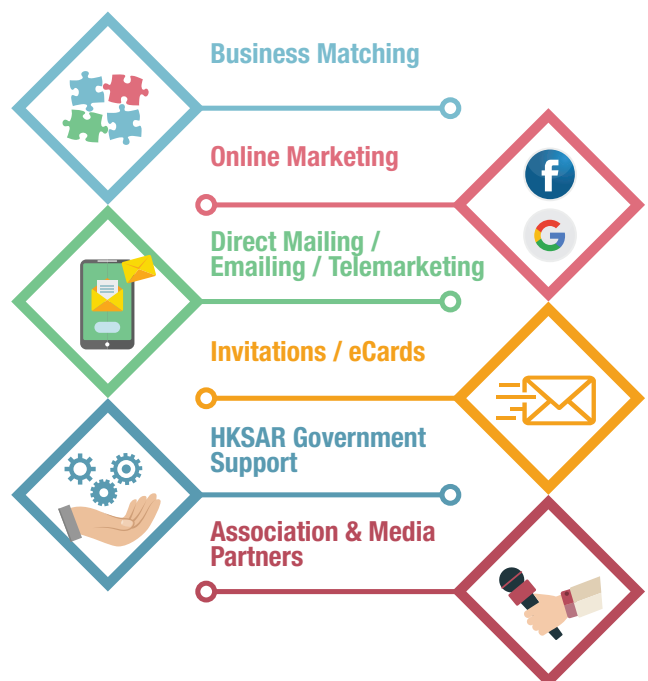 Business Matching
Online Marketing
f
G
Direct Mailing /
Emailing / Telemarketing
Invitations / eCards
HKSAR Government
Support
Association & Media
Partners